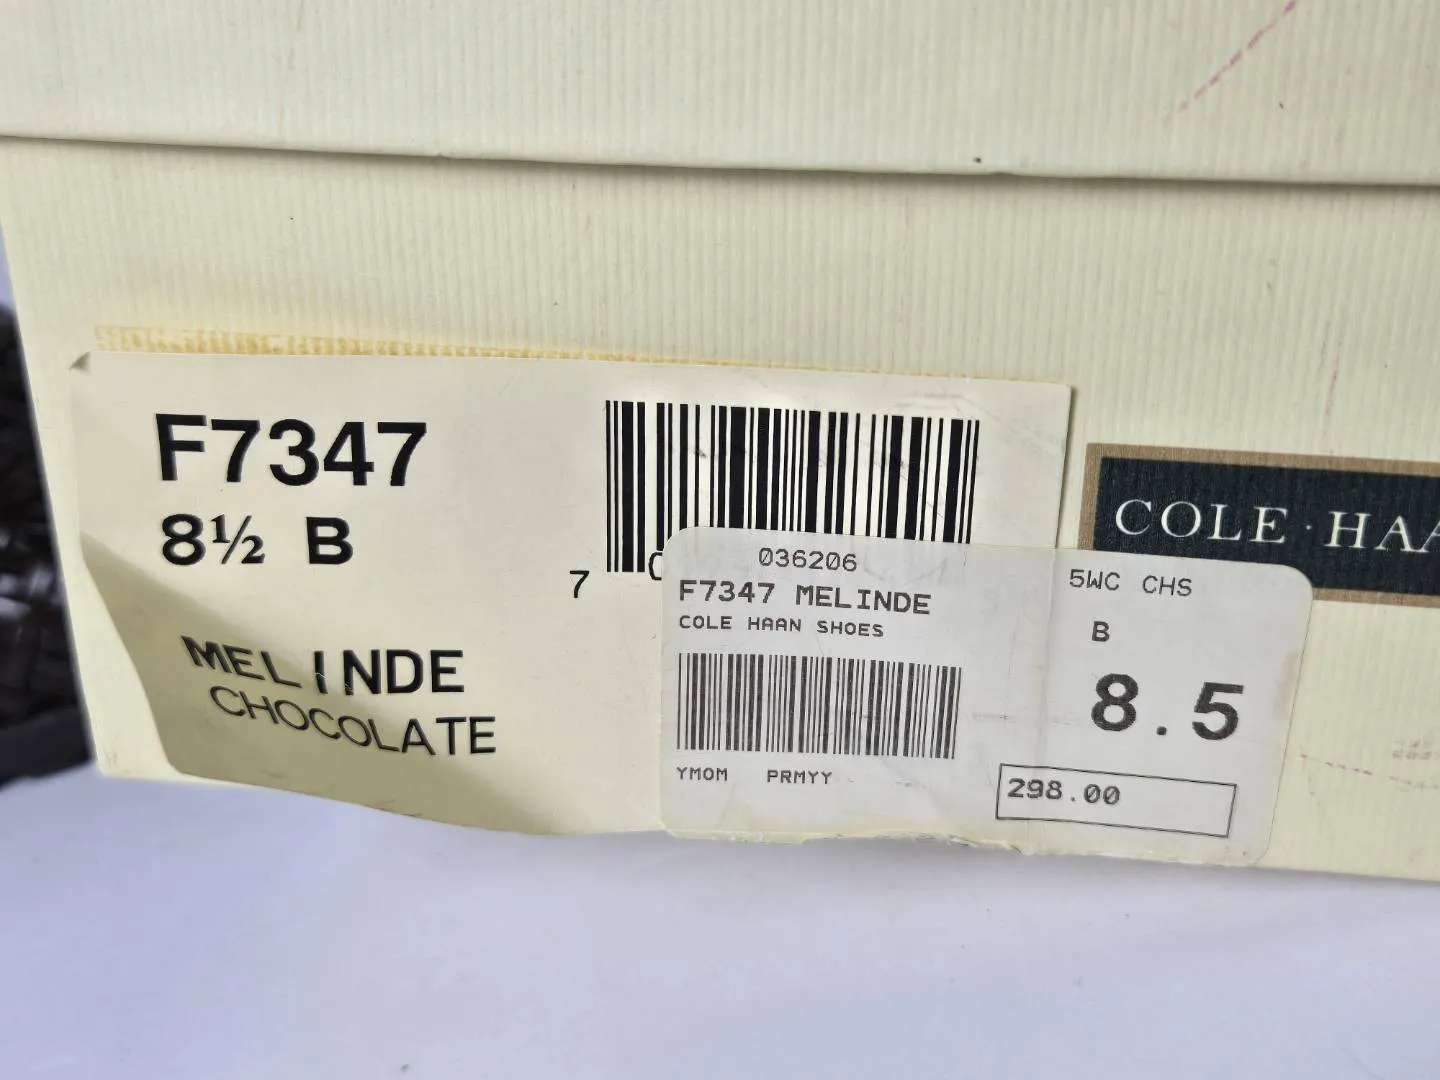 F7347
8½ B
MELINDE
CHOCOLATE
7
036206
F7347 MELINDE
COLE HAAN SHOES
YMOM PRMYY
5WC CHS
B
8.5
298.00
COLE·HAA